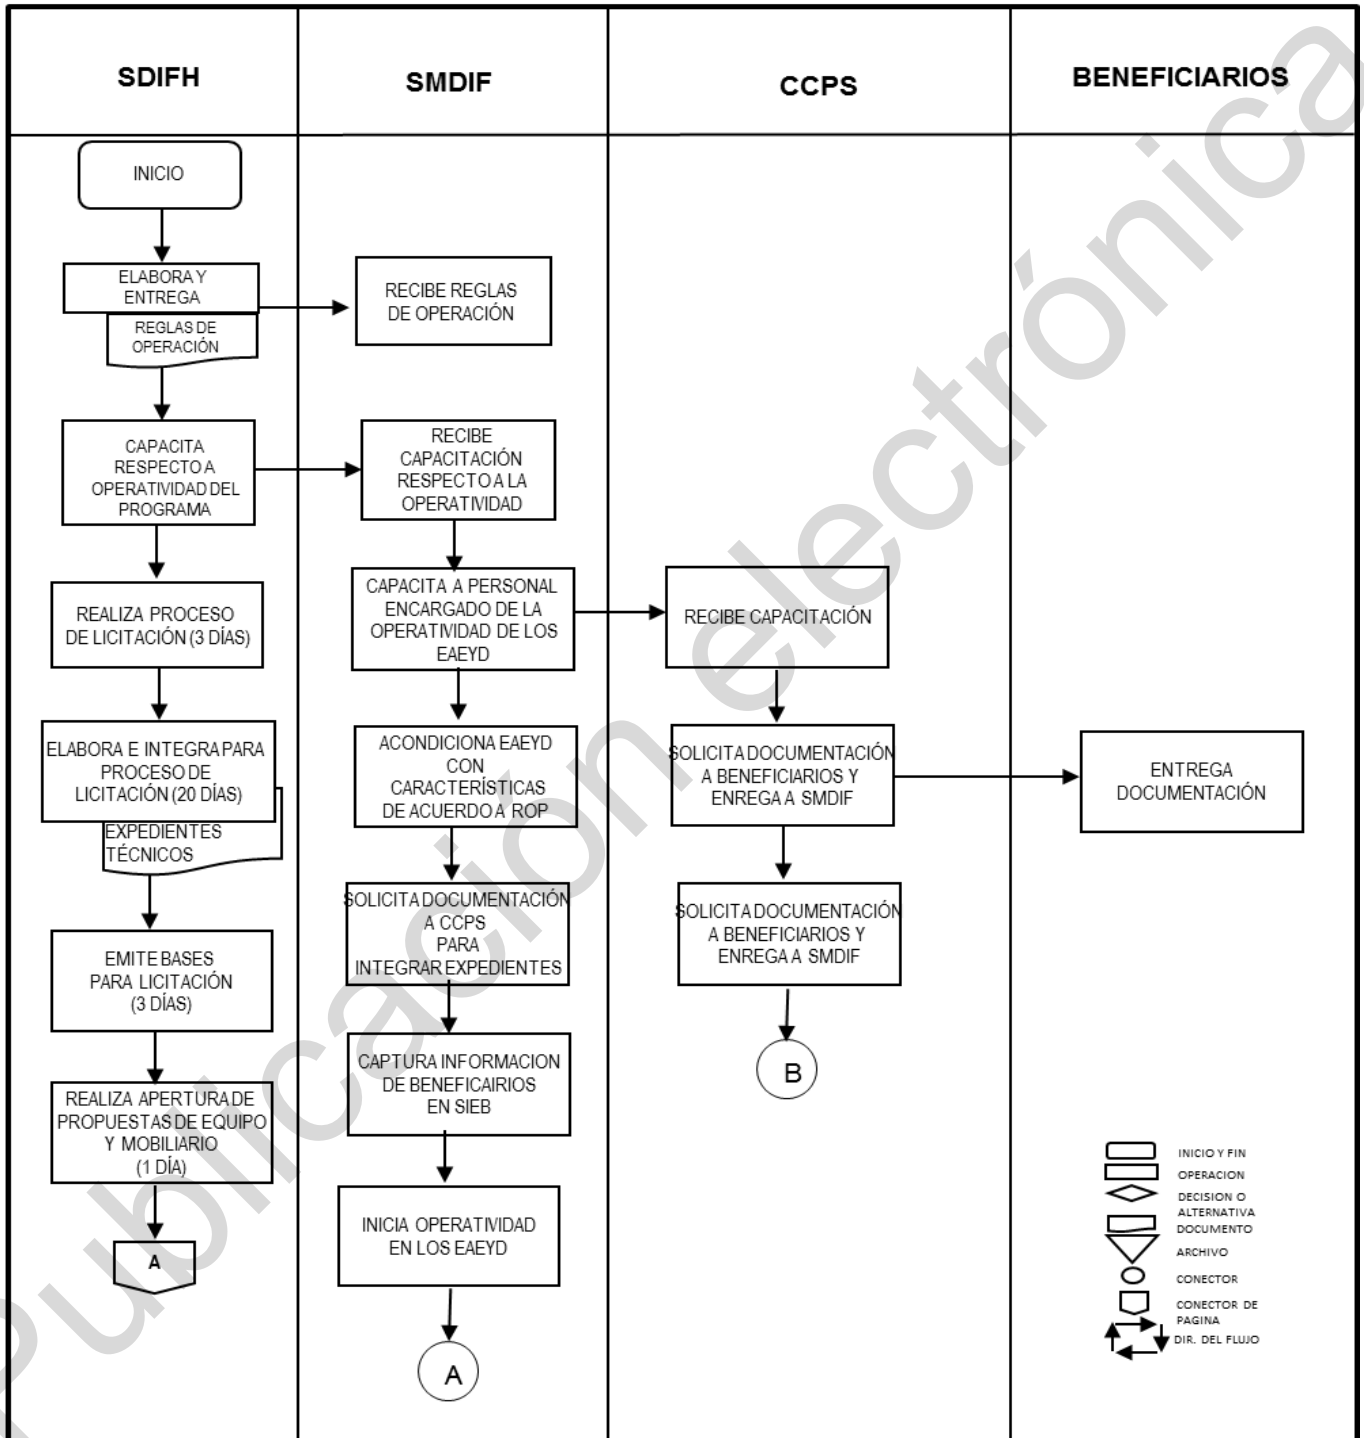 SDIFH
SMDIF
CCPS
BENEFICIARIOS
INICIO
ELABORA Y
ENTREGA
REGLAS DE
OPERACIÓN
RECIBE REGLAS
DE OPERACIÓN
CAPACITA
RESPECTO A
OPERATIVIDAD DEL
PROGRAMA
RECIBE
CAPACITACIÓN
RESPECTO A LA
OPERATIVIDAD
REALIZA PROCESO
DE LICITACIÓN (3 DÍAS)
CAPACITA A PERSONAL
ENCARGADO DE LA
OPERATIVIDAD DE LOS
EAEYD
RECIBE CAPACITACIÓN
ELABORA E INTEGRA PARA
PROCESO DE
LICITACIÓN (20 DÍAS)
EXPEDIENTES
TÉCNICOS
ACONDICIONA EAEYD
CON
CARACTERÍSTICAS
DE ACUERDO A ROP
SOLICITA DOCUMENTACIÓN
A BENEFICIARIOS Y
ENREGA A SMDIF
ENTREGA
DOCUMENTACIÓN
EMITE BASES
PARA LICITACIÓN
(3 DÍAS)
SOLICITA DOCUMENTACIÓN
A CCPS
PARA
INTEGRAR EXPEDIENTES
SOLICITA DOCUMENTACIÓN
A BENEFICIARIOS Y
ENREGA A SMDIF
REALIZA APERTURA DE
PROPUESTAS DE EQUIPO
Y MOBILIARIO
(1 DÍA)
CAPTURA INFORMACION
DE BENEFICAIRIOS
EN SIEB
B
A
INICIA OPERATIVIDAD
EN LOS EAEYD
A
INICIO Y FIN
OPERACION
DECISION O
ALTERNATIVA
DOCUMENTO
ARCHIVO
CONECTOR
CONECTOR DE
PAGINA
DIR. DEL FLUJO
Publicación electrónica